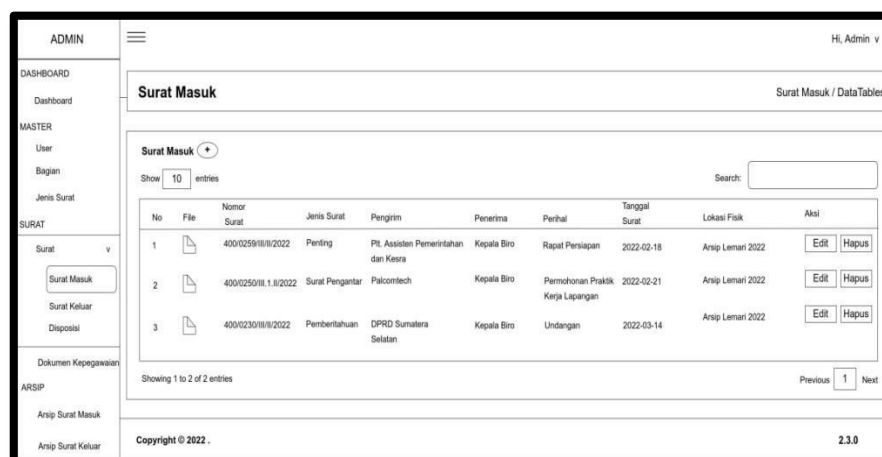 ADMIN
Hi, Admin v
DASHBOARD
Dashboard
MASTER
User
Bagian
Jenis Surat
SURAT
Surat v
Surat Masuk
Surat Keluar
Disposisi
Dokumen Kepegawaian
ARSIP
Arsip Surat Masuk
Arsip Surat Keluar
Surat Masuk
Surat Masuk / DataTables
Surat Masuk +
Show 10 entries
Search:
No File Nomor Surat Jenis Surat Pengirim Penerima Perihal Tanggal Surat Lokasi Fisik Aksi
1 400/0259/III/II/2022 Penting Plt. Assisten Pemerintahan dan Kesra Kepala Biro Rapat Persiapan 2022-02-18 Arsip Lemari 2022 Edit Hapus
2 400/0250/III.1.II/2022 Surat Pengantar Palcomtech Kepala Biro Permohonan Praktik Kerja Lapangan 2022-02-21 Arsip Lemari 2022 Edit Hapus
3 400/0230/III/II/2022 Pemberitahuan DPRD Sumatera Selatan Kepala Biro Undangan 2022-03-14 Arsip Lemari 2022 Edit Hapus
Showing 1 to 2 of 2 entries
Previous 1 Next
Copyright © 2022 .
2.3.0